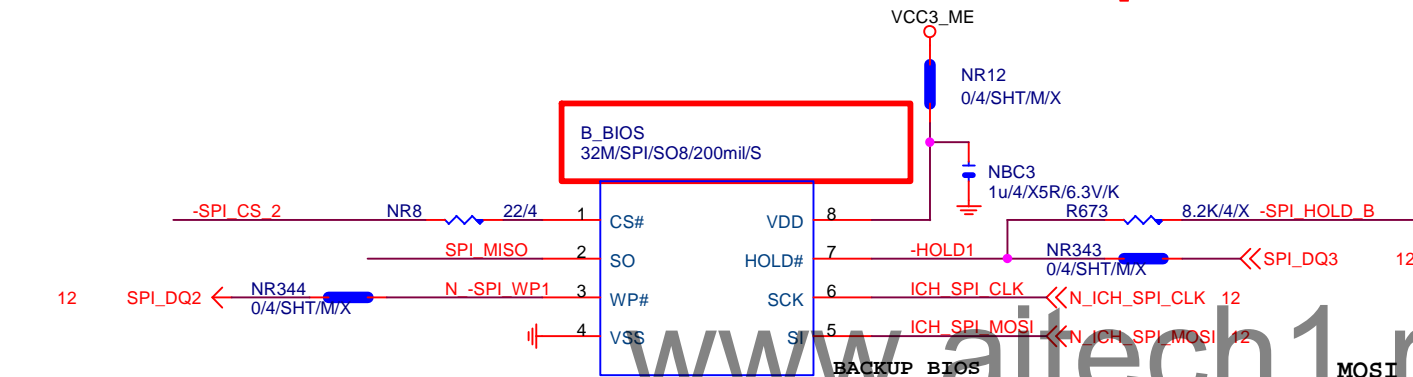 VCC3_ME
NR12
0/4/SHT/M/X
B_BIOS
32M/SPI/SO8/200mil/S
NBC3
1u/4/X5R/6.3V/K
-SPI_CS_2 NR8 22/4 1 CS# VDD 8 R673 8.2K/4/X -SPI_HOLD_B
SPI_MISO 2 SO HOLD# 7 -HOLD1 NR343 0/4/SHT/M/X SPI_DQ3 12
12 SPI_DQ2 NR344 0/4/SHT/M/X N_-SPI_WP1 3 WP# SCK 6 ICH_SPI_CLK N_ICH_SPI_CLK 12
4 VSS SI 5 ICH_SPI_MOSI N_ICH_SPI_MOSI 12
www.aitech1.r
BACKUP BIOS MOSI